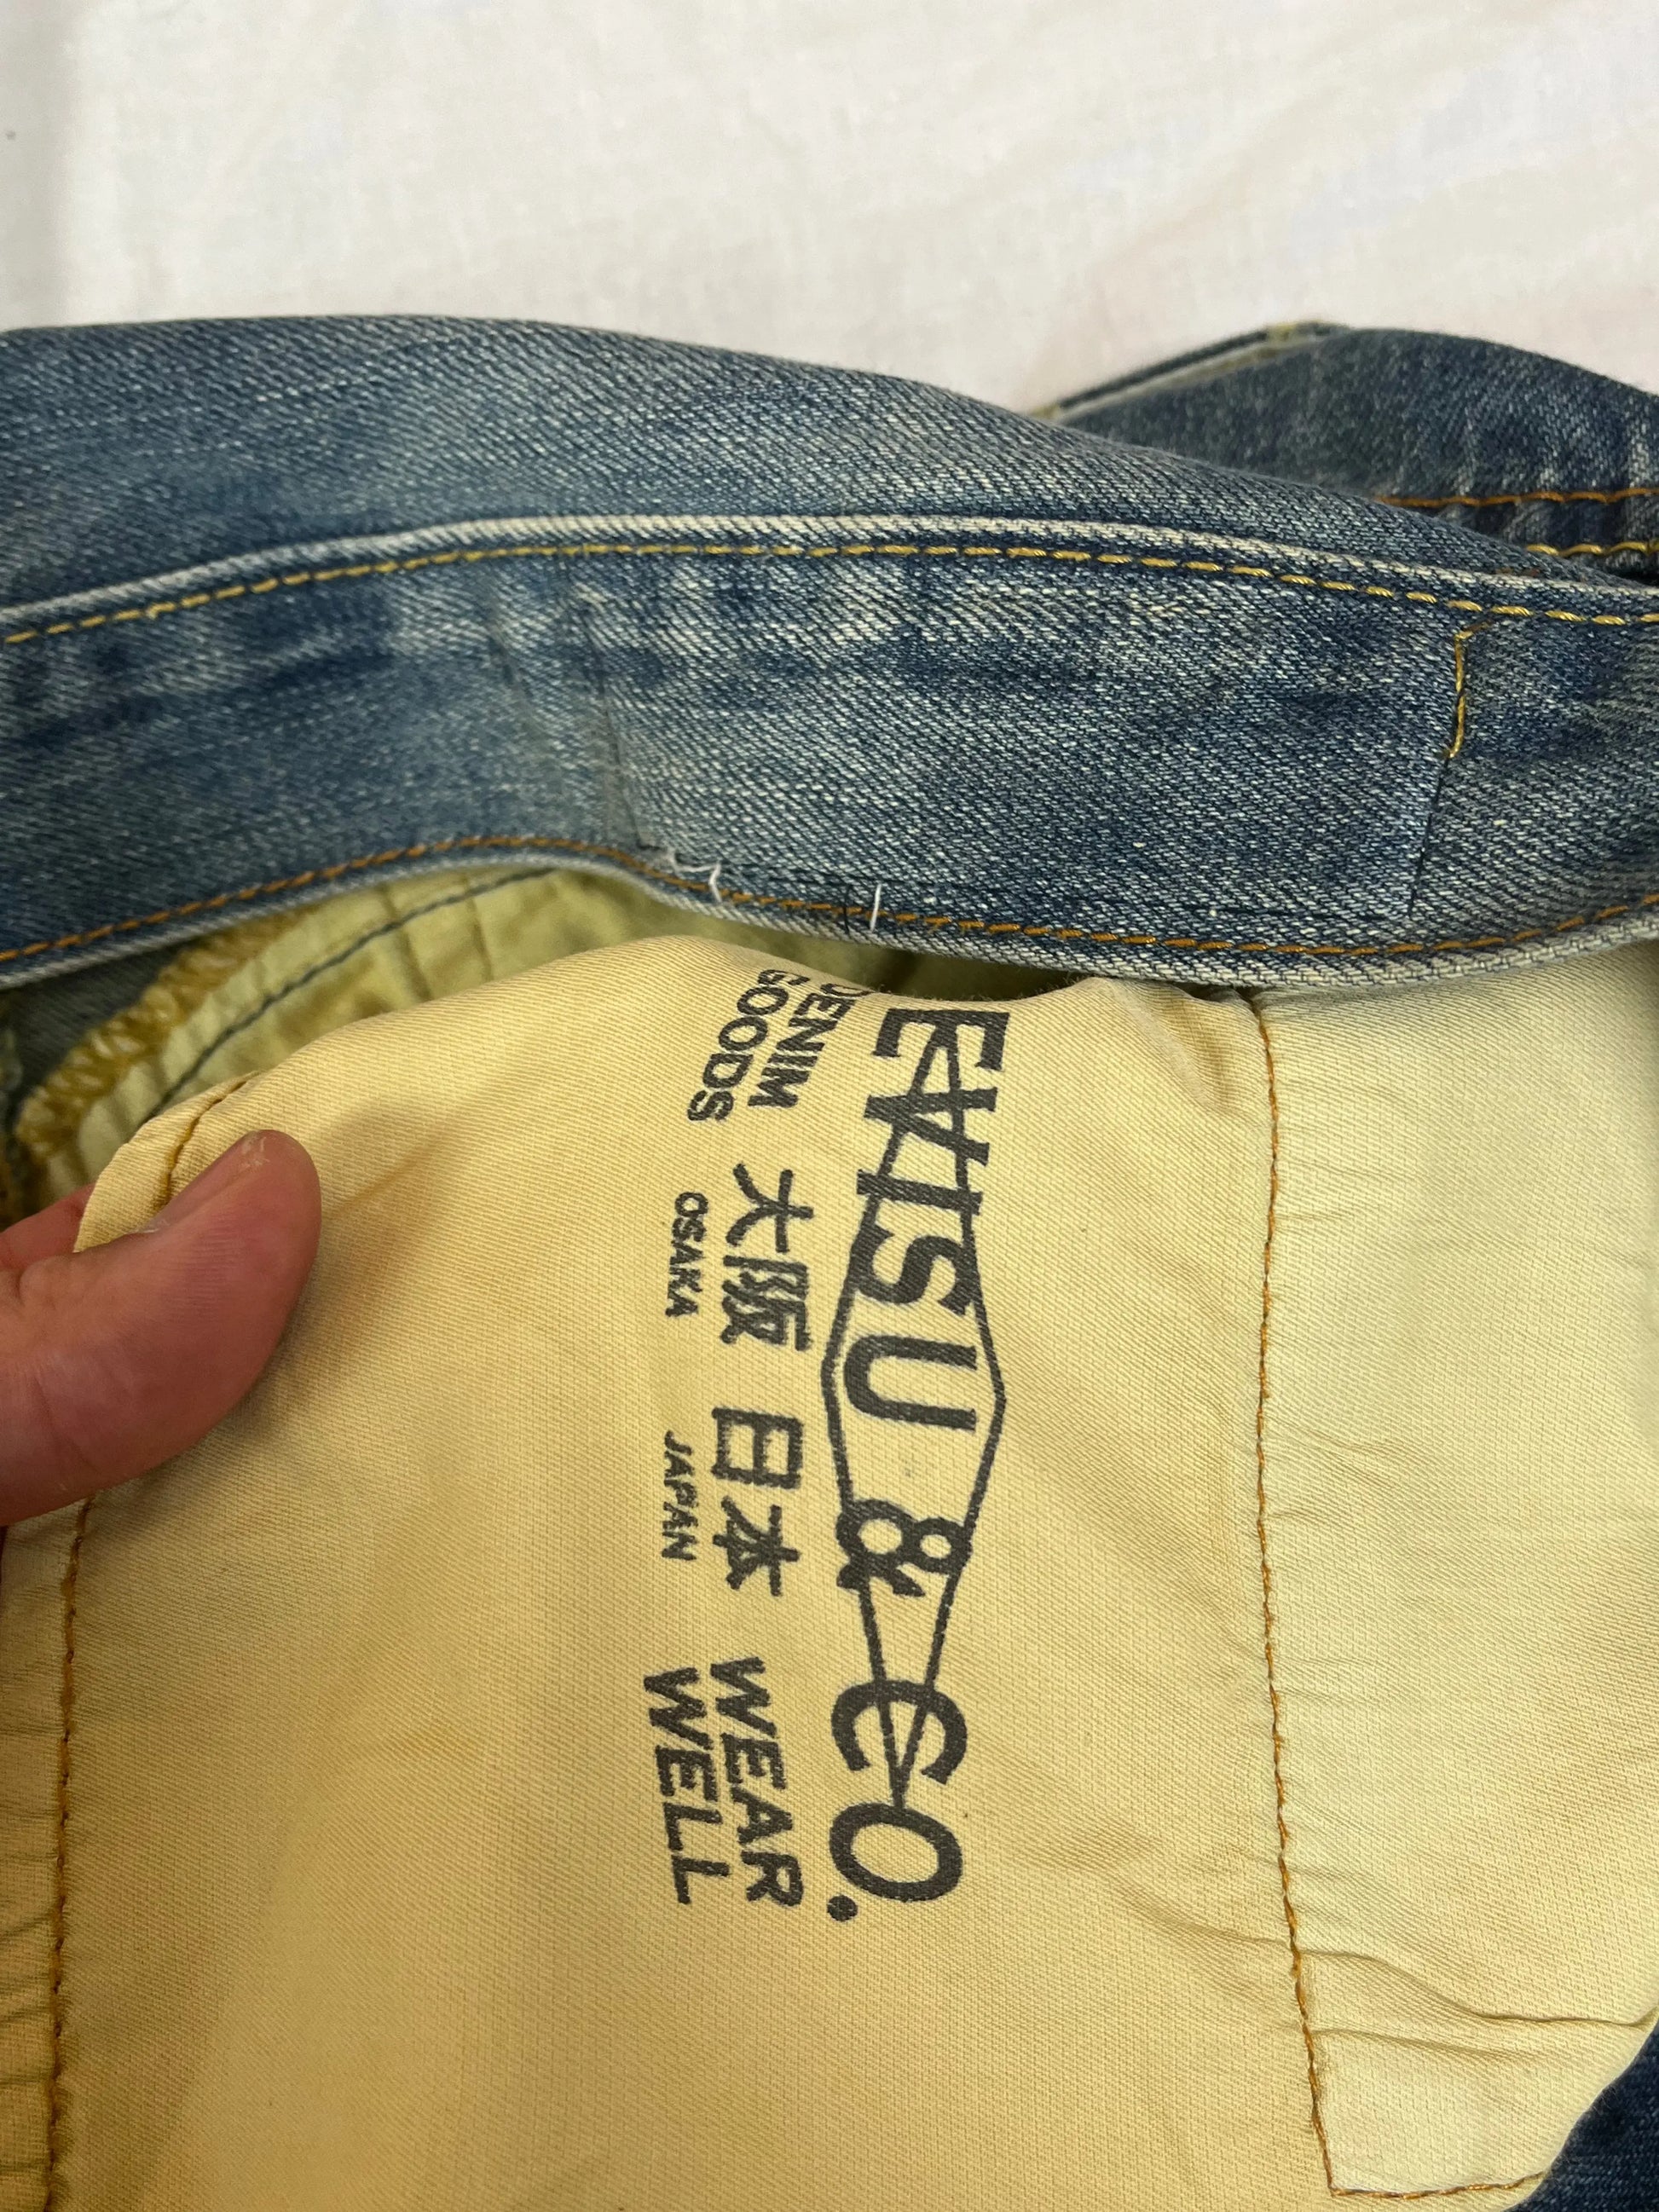 EVISU & CO.
DENIM 大阪 日本 WEAR
GOODS OSAKA JAPAN WELL